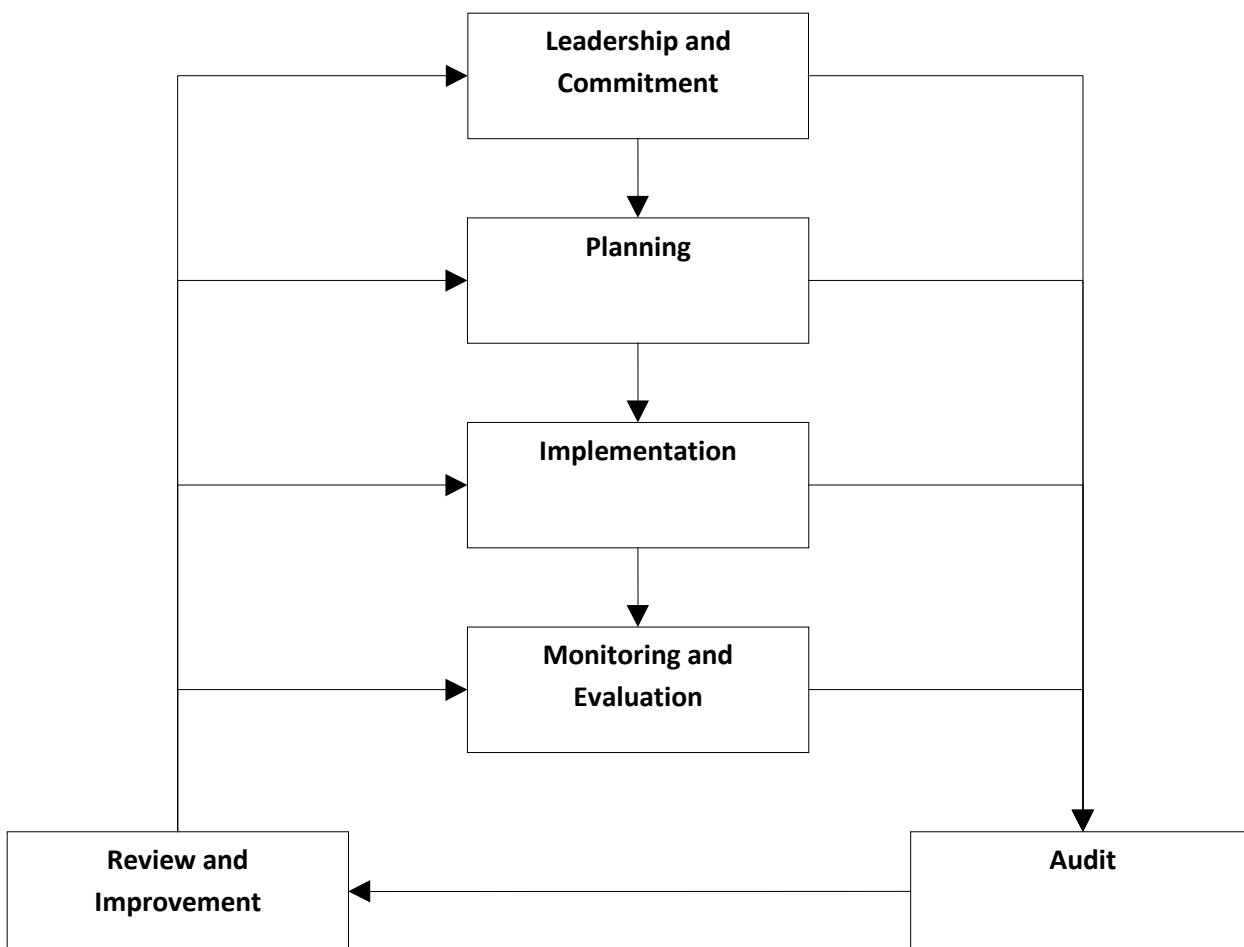 Leadership and
Commitment
Planning
Implementation
Monitoring and
Evaluation
Review and
Improvement
Audit